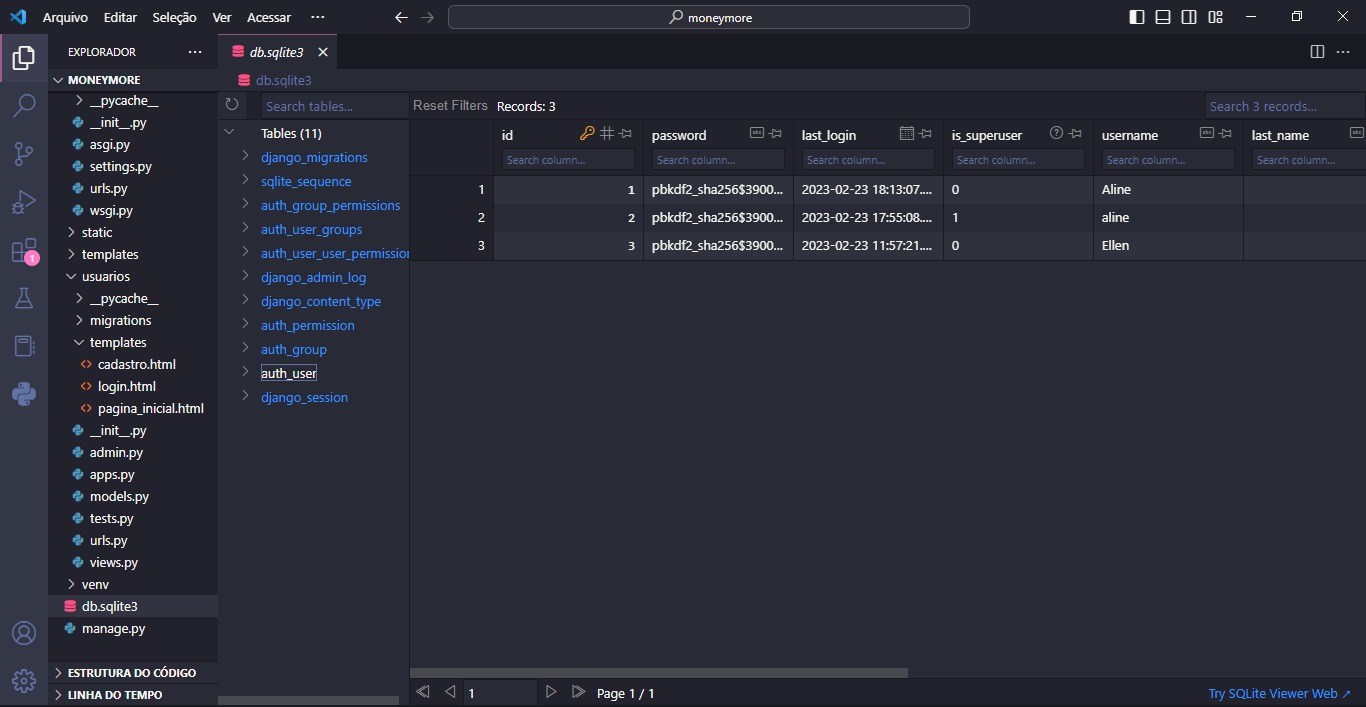 Arquivo Editar Seleção Ver Acessar ··· moneymore
EXPLORADOR ···
db.sqlite3
MONEYMORE
db.sqlite3
__pycache__
__init__.py
asgi.py
settings.py
urls.py
wsgi.py
static
templates
usuarios
__pycache__
migrations
templates
cadastro.html
login.html
pagina_inicial.html
__init__.py
admin.py
apps.py
models.py
tests.py
urls.py
views.py
venv
db.sqlite3
manage.py
ESTRUTURA DO CÓDIGO
LINHA DO TEMPO
1
Search tables...
Tables (11)
django_migrations
sqlite_sequence
auth_group_permissions
auth_user_groups
auth_user_user_permission
django_admin_log
django_content_type
auth_permission
auth_group
auth_user
django_session
Reset Filters Records: 3 Search 3 records...
id password last_login is_superuser username last_name
Search column... Search column... Search column... Search column... Search column... Search column...
1 1 pbkdf2_sha256$3900... 2023-02-23 18:13:07.... 0 Aline
2 2 pbkdf2_sha256$3900... 2023-02-23 17:55:08.... 1 aline
3 3 pbkdf2_sha256$3900... 2023-02-23 11:57:21.... 0 Ellen
1 Page 1 / 1 Try SQLite Viewer Web ↗